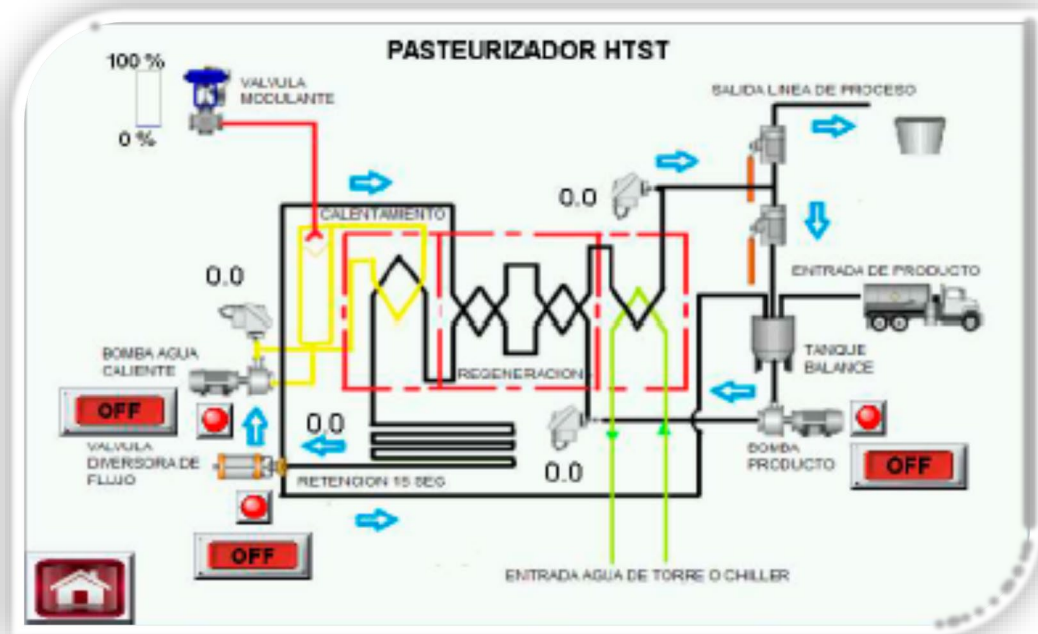 PASTEURIZADOR HTST
100 %
0 %
VALVULA
MODULANTE
SALIDA LINEA DE PROCESO
0.0
CALENTAMIENTO
0.0
ENTRADA DE PRODUCTO
BOMBA AGUA
CALIENTE
TANQUE
BALANCE
REGENERACION
OFF
0.0
VALVULA
DIVERSORA DE
FLUJO
RETENCION 15 SEG
0.0
BOMBA
PRODUCTO
OFF
OFF
ENTRADA AGUA DE TORRE O CHILLER